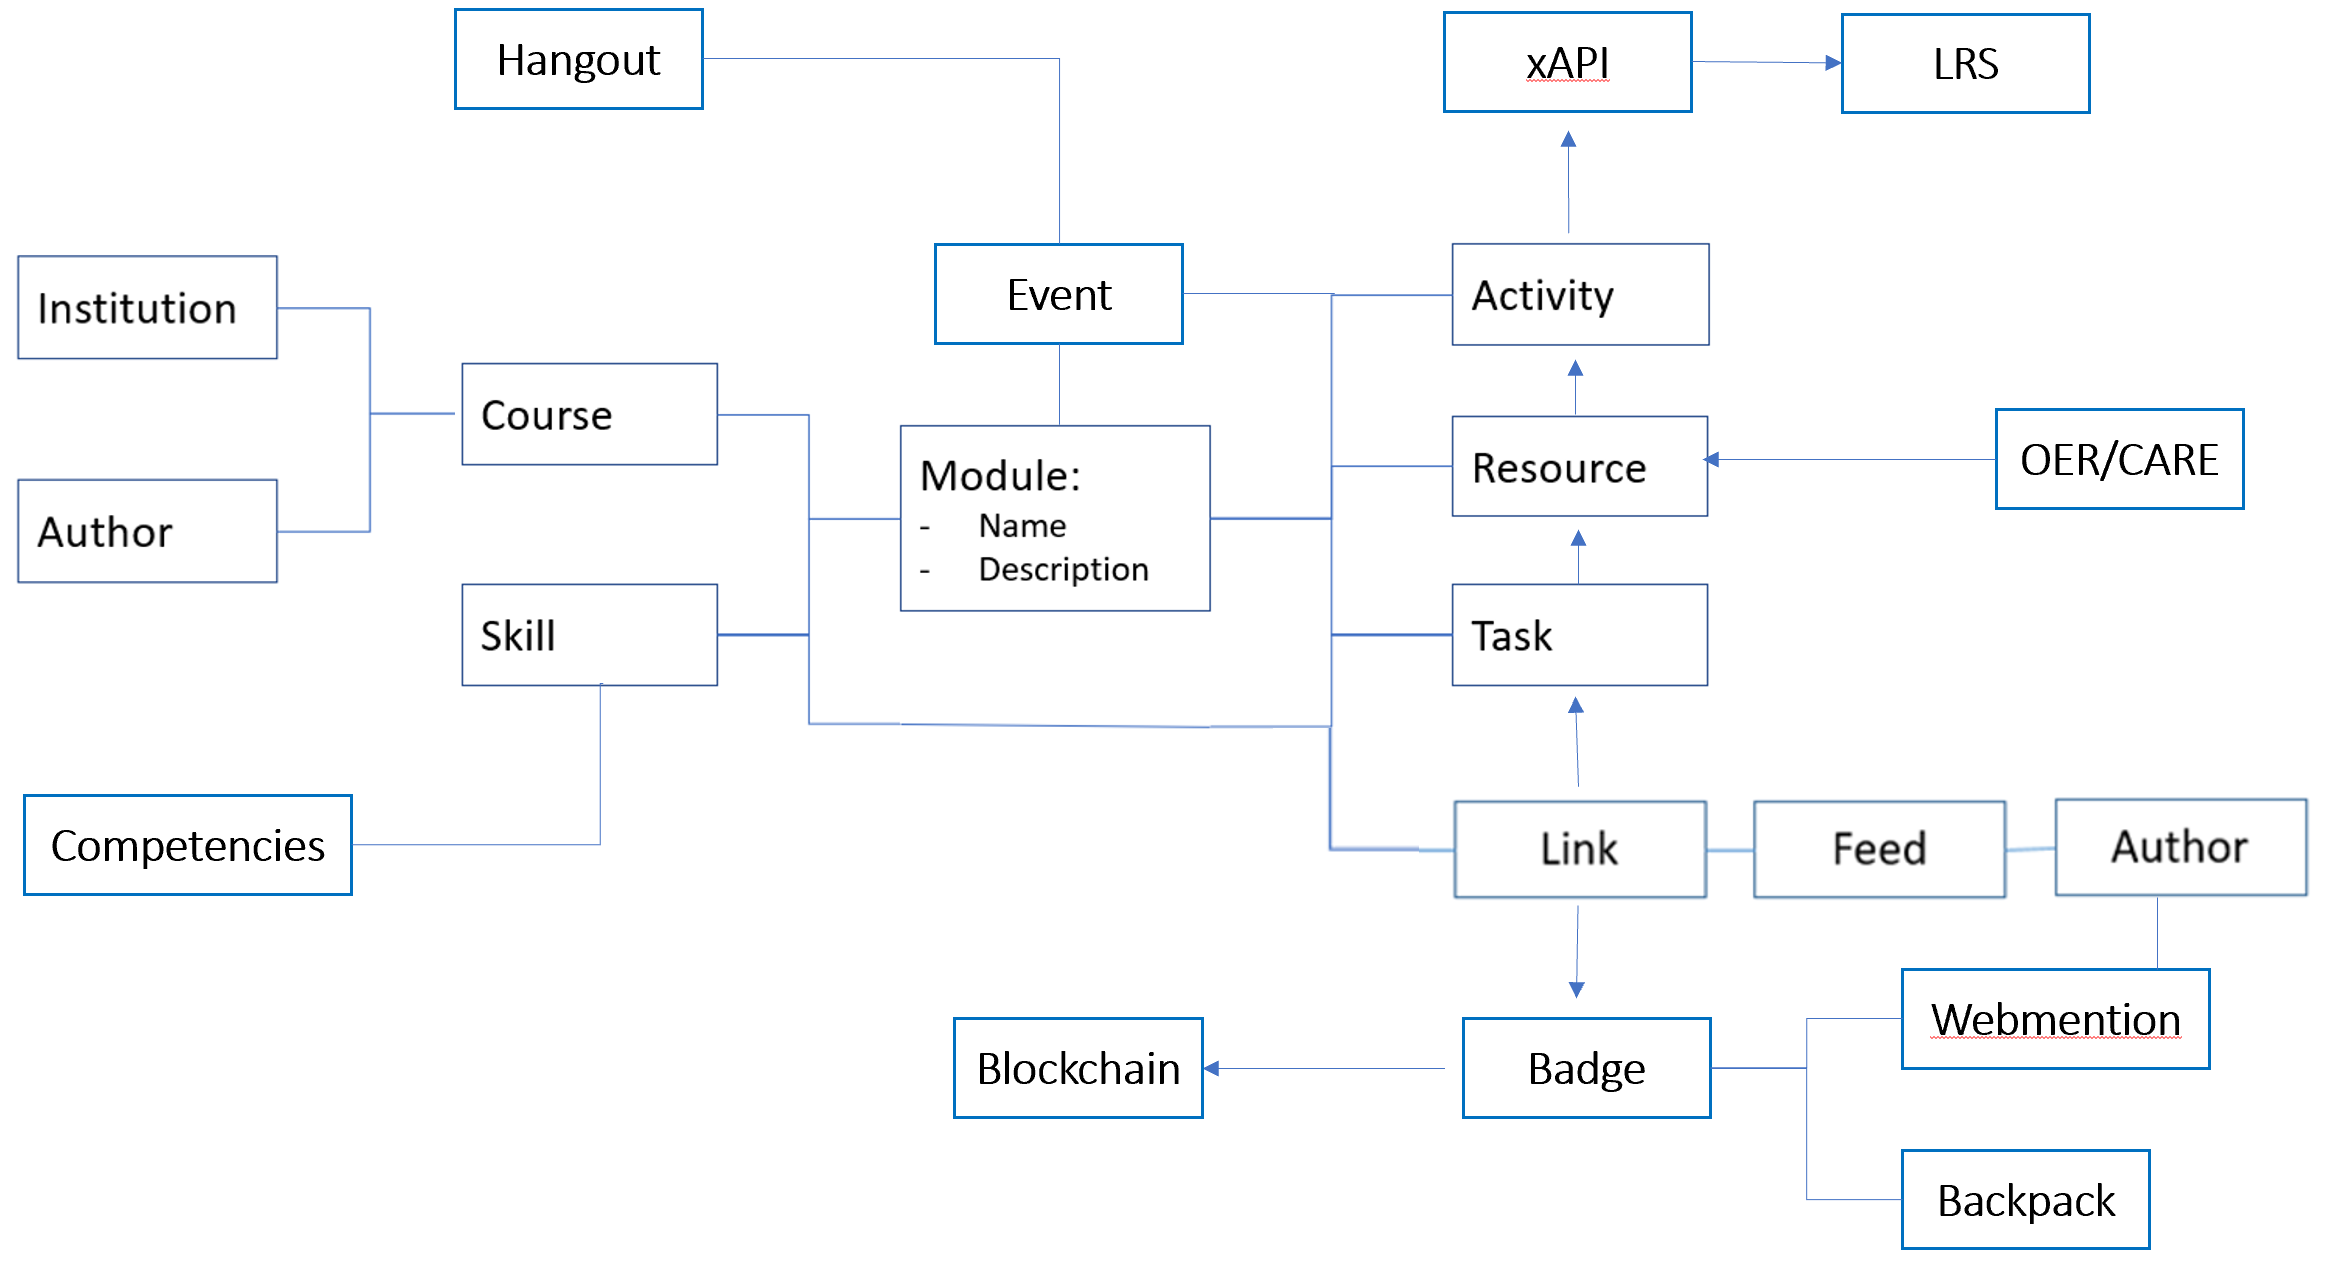 Hangout
xAPI
LRS
Institution
Event
Activity
Course
Author
Module:
- Name
- Description
Resource
OER/CARE
Skill
Task
Competencies
Link
Feed
Author
Blockchain
Badge
Webmention
Backpack